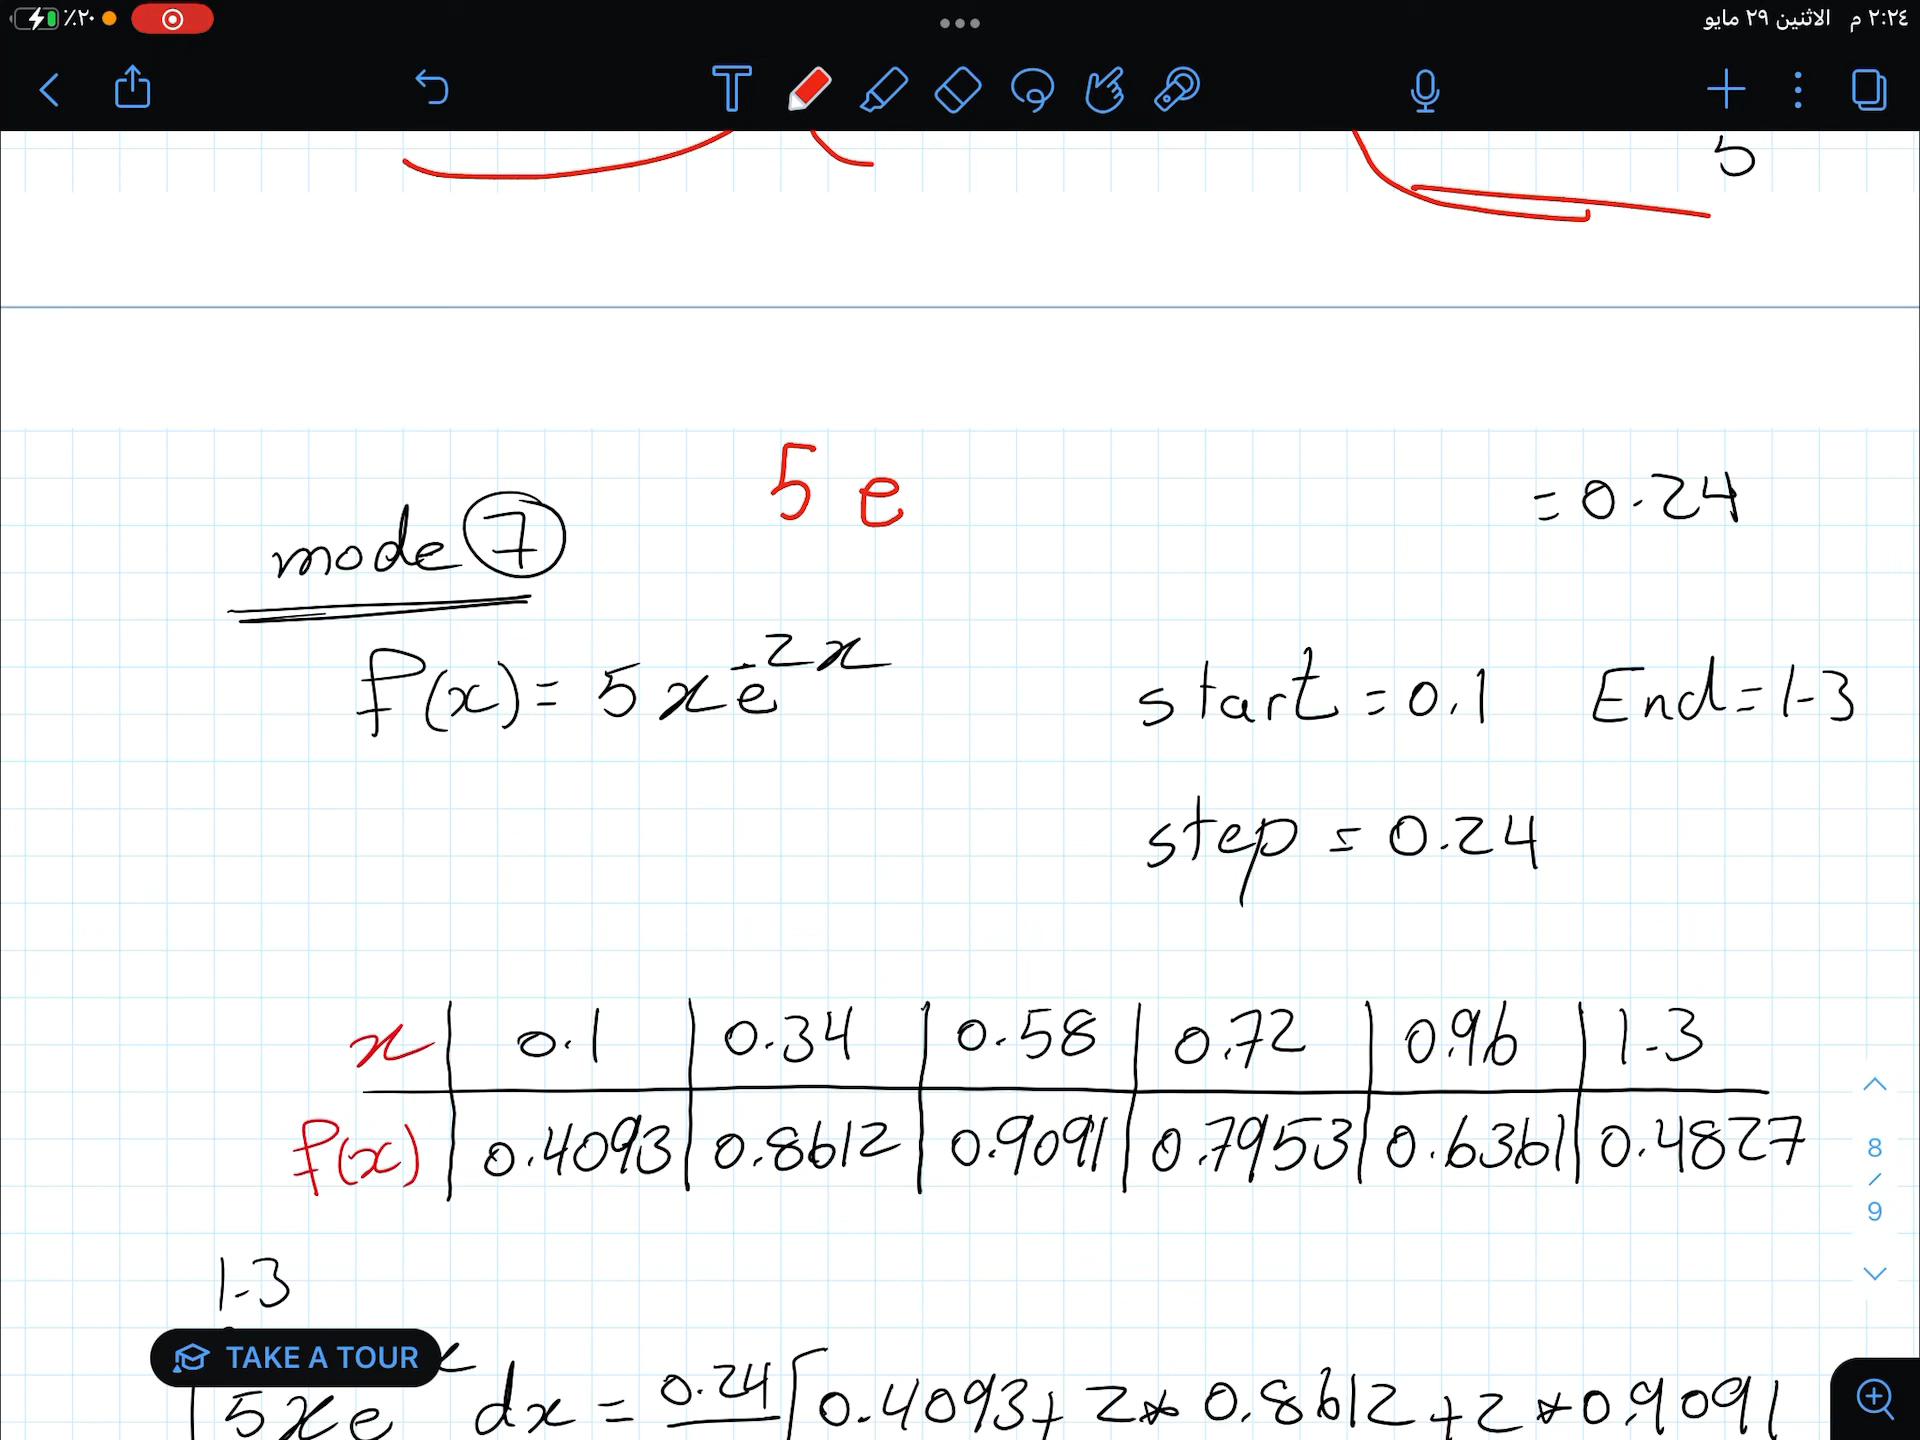 ٪٢٠ ٢:٢٤ م الاثنين ٢٩ مايو
T
5
5 e = 0.24
mode 7
f(x) = 5 x e^-2x start = 0.1 End = 1.3
step = 0.24
x | 0.1 | 0.34 | 0.58 | 0.72 | 0.96 | 1.3
f(x) | 0.4093 | 0.8612 | 0.9091 | 0.7953 | 0.6361 | 0.4827
8
/
9
1.3
TAKE A TOUR
5xe dx = 0.24 [0.4093 + 2* 0.8612 + 2*0.9091